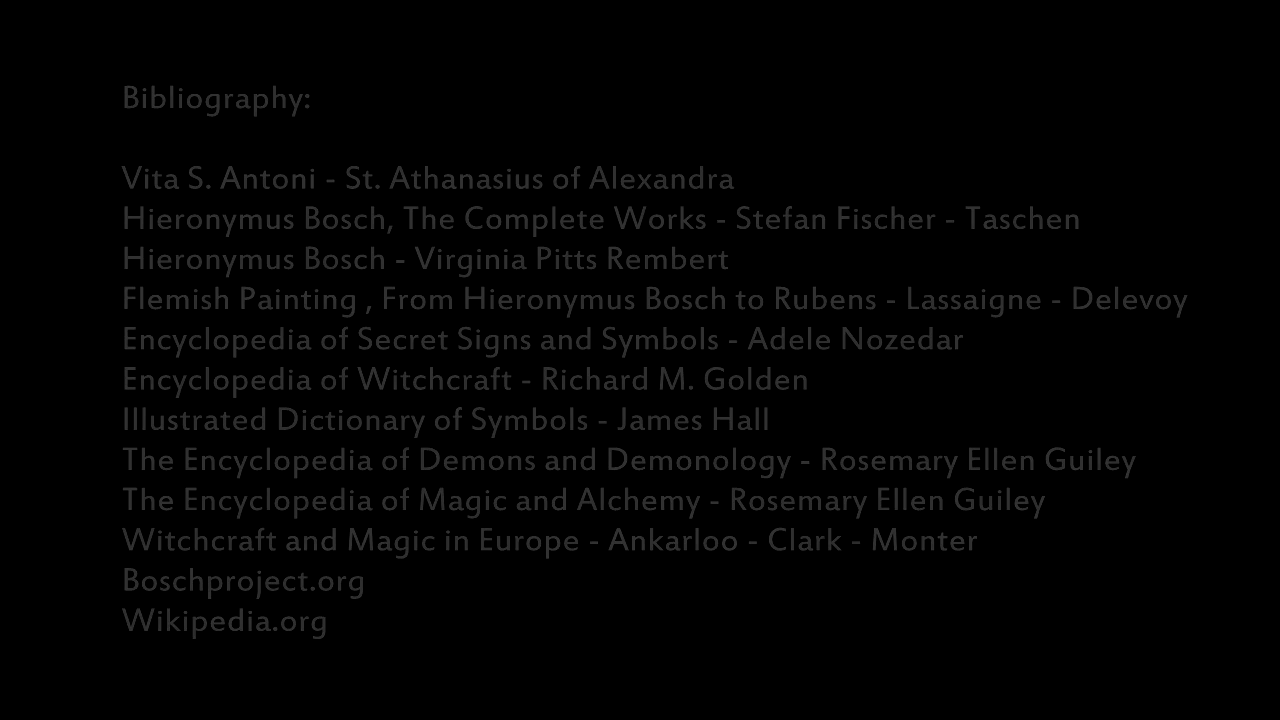 Bibliography:
Vita S. Antoni - St. Athanasius of Alexandra
Hieronymus Bosch, The Complete Works - Stefan Fischer - Taschen
Hieronymus Bosch - Virginia Pitts Rembert
Flemish Painting , From Hieronymus Bosch to Rubens - Lassaigne - Delevoy
Encyclopedia of Secret Signs and Symbols - Adele Nozedar
Encyclopedia of Witchcraft - Richard M. Golden
Illustrated Dictionary of Symbols - James Hall
The Encyclopedia of Demons and Demonology - Rosemary Ellen Guiley
The Encyclopedia of Magic and Alchemy - Rosemary Ellen Guiley
Witchcraft and Magic in Europe - Ankarloo - Clark - Monter
Boschproject.org
Wikipedia.org